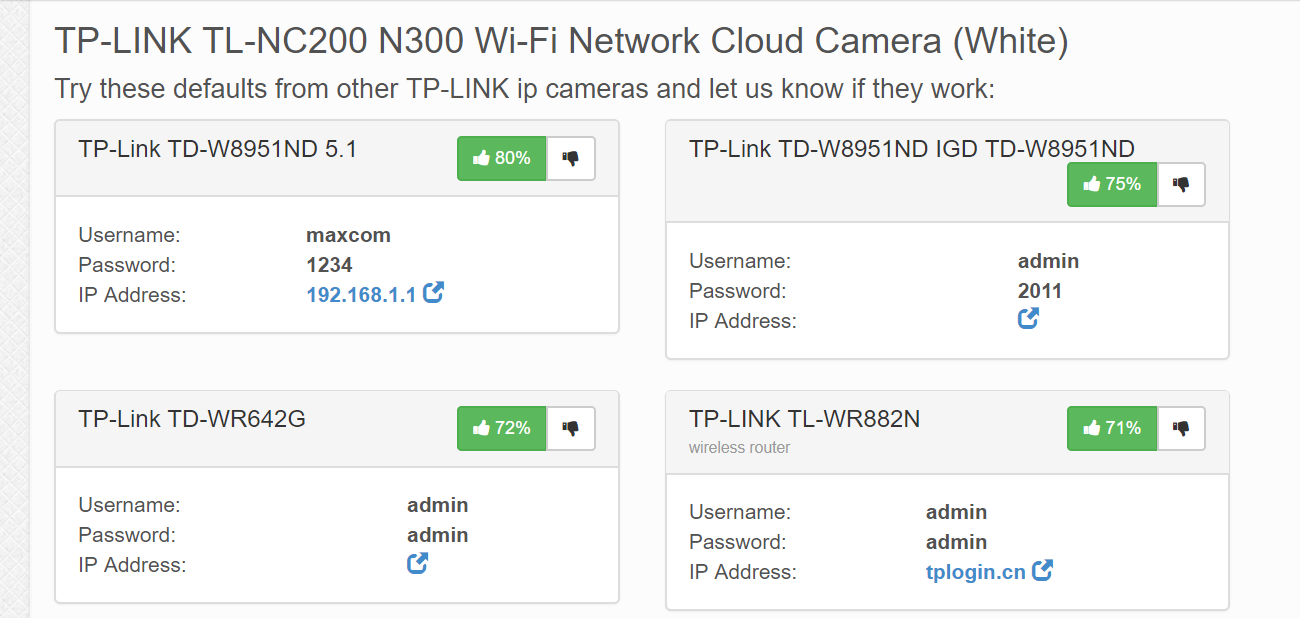 TP-LINK TL-NC200 N300 Wi-Fi Network Cloud Camera (White)
Try these defaults from other TP-LINK ip cameras and let us know if they work:
TP-Link TD-W8951ND 5.1
80%
Username: maxcom
Password: 1234
IP Address: 192.168.1.1
TP-Link TD-W8951ND IGD TD-W8951ND
75%
Username: admin
Password: 2011
IP Address:
TP-Link TD-WR642G
72%
Username: admin
Password: admin
IP Address:
TP-LINK TL-WR882N
wireless router
71%
Username: admin
Password: admin
IP Address: tplogin.cn